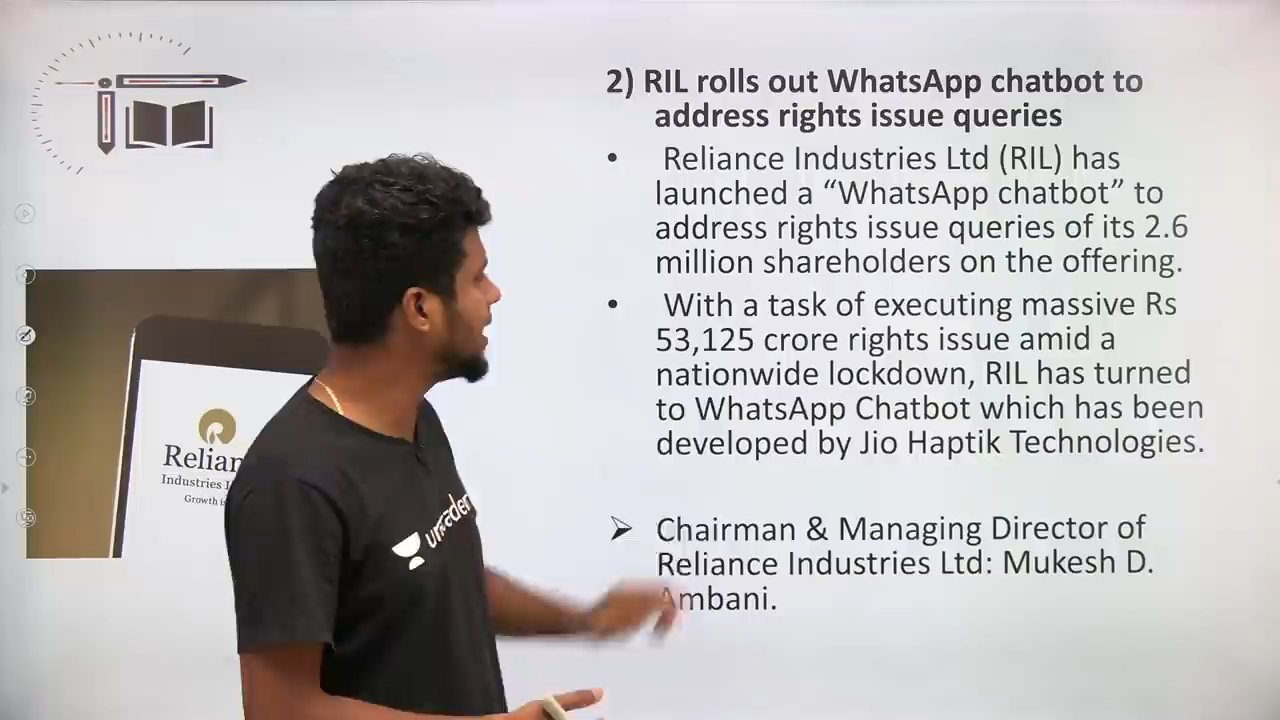 2) RIL rolls out WhatsApp chatbot to
address rights issue queries
• Reliance Industries Ltd (RIL) has
launched a “WhatsApp chatbot” to
address rights issue queries of its 2.6
million shareholders on the offering.
• With a task of executing massive Rs
53,125 crore rights issue amid a
nationwide lockdown, RIL has turned
to WhatsApp Chatbot which has been
developed by Jio Haptik Technologies.
➢ Chairman & Managing Director of
Reliance Industries Ltd: Mukesh D.
Ambani.
Relian
Industries
Growth i